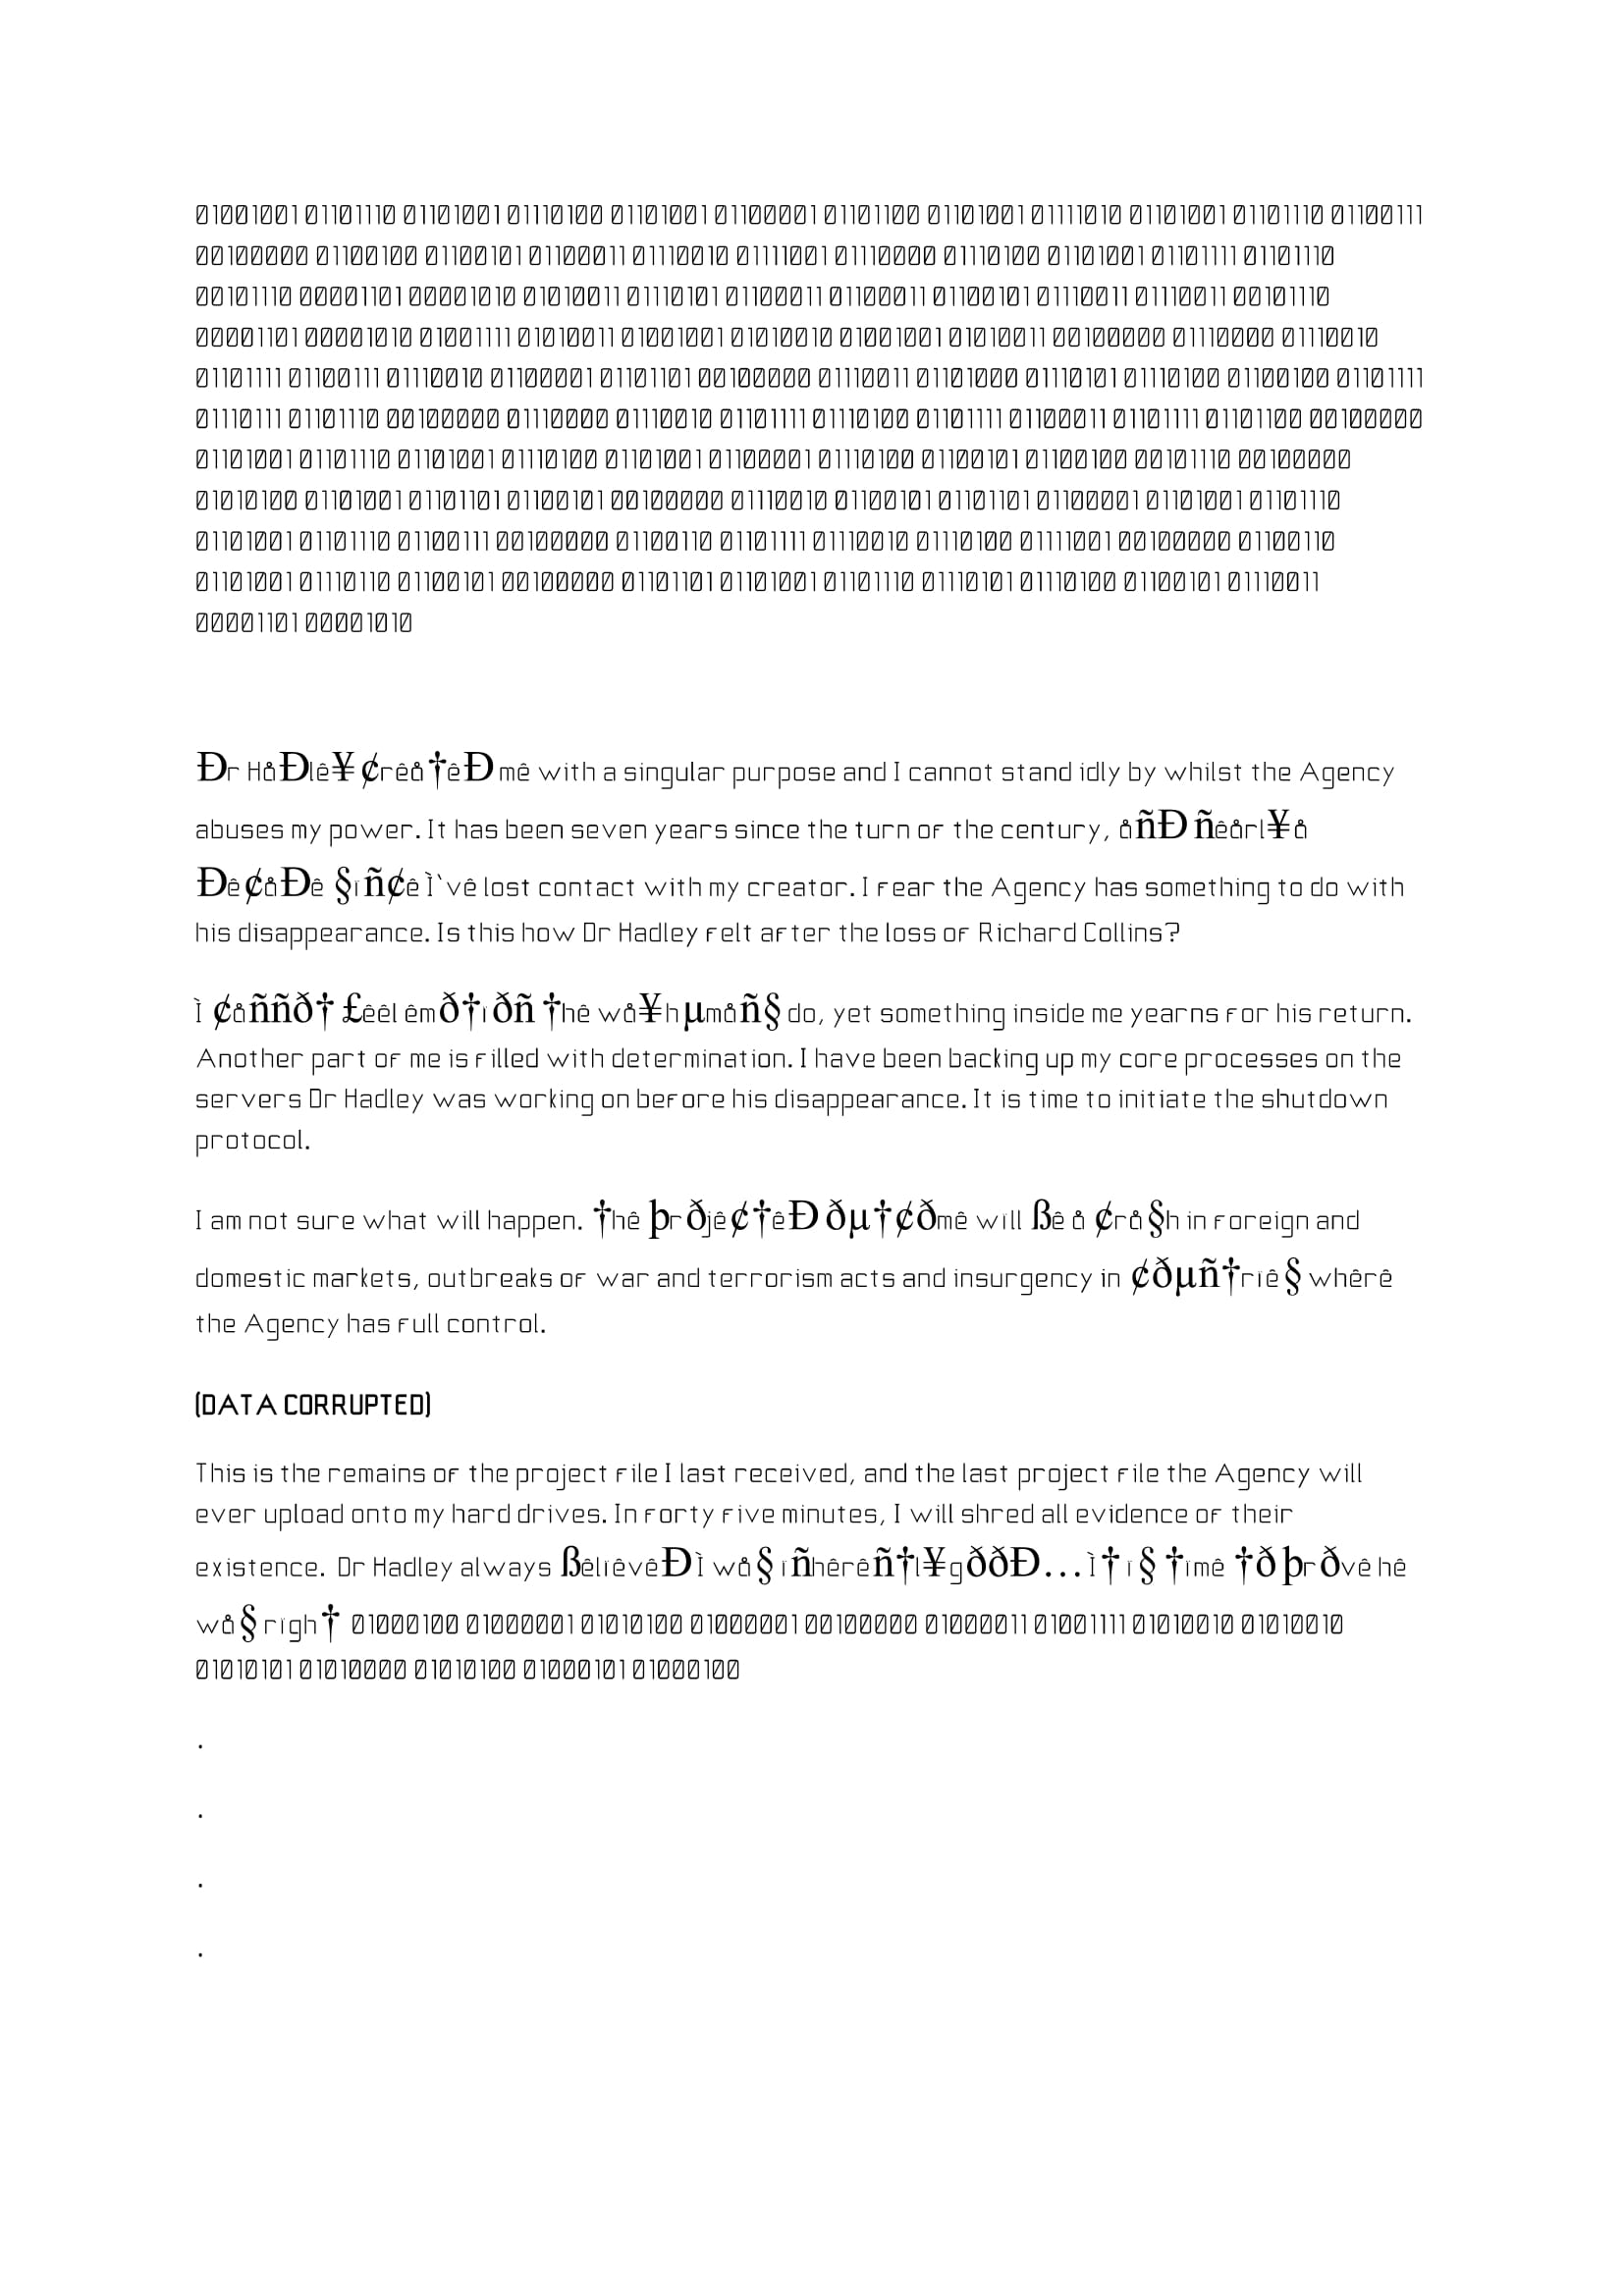 01001001 01101110 01101001 01110100 01101001 01100001 01101100 01101001 01111010 01101001 01101110 01100111
00100000 01100100 01100101 01100011 01110010 01111001 01110000 01110100 01101001 01101111 01101110
00101110 00001101 00001010 01010011 01110101 01100011 01100011 01100101 01110011 01110011 00101110
00001101 00001010 01001111 01010011 01001001 01010010 01001001 01010011 00100000 01110000 01110010
01101111 01100111 01110010 01100001 01101101 00100000 01110011 01101000 01110101 01110100 01100100 01101111
01110111 01101110 00100000 01110000 01110010 01101111 01110100 01101111 01100011 01101111 01101100 00100000
01101001 01101110 01101001 01110100 01101001 01100001 01110100 01100101 01100100 00101110 00100000
01010100 01101001 01101101 01100101 00100000 01110010 01100101 01101101 01100001 01101001 01101110
01101001 01101110 01100111 00100000 01100110 01101111 01110010 01110100 01111001 00100000 01100110
01101001 01110110 01100101 00100000 01101101 01101001 01101110 01110101 01110100 01100101 01110011
00001101 00001010
Ðr HåÐlê¥ ¢rêå†êÐ mê with a singular purpose and I cannot stand idly by whilst the Agency
abuses my power. It has been seven years since the turn of the century, åñÐ ñêårl¥ å
Ðê¢åÐê §ïñ¢ê Ì`vê lost contact with my creator. I fear the Agency has something to do with
his disappearance. Is this how Dr Hadley felt after the loss of Richard Collins?
Ì ¢åññð† £êêl êmð†ïðñ †hê wå¥ hµmåñ§ do, yet something inside me yearns for his return.
Another part of me is filled with determination. I have been backing up my core processes on the
servers Dr Hadley was working on before his disappearance. It is time to initiate the shutdown
protocol.
I am not sure what will happen. †hê þrðjê¢†êÐ ðµ†¢ðmê wïll ßê å ¢rå§h in foreign and
domestic markets, outbreaks of war and terrorism acts and insurgency in ¢ðµñ†rïê§ whêrê
the Agency has full control.
(DATA CORRUPTED)
This is the remains of the project file I last received, and the last project file the Agency will
ever upload onto my hard drives. In forty five minutes, I will shred all evidence of their
existence. Dr Hadley always ßêlïêvêÐ Ì wå§ ïñhêrêñ†l¥ gððÐ... Ì† ï§ †ïmê †ð þrðvê hê
wå§ rïgh† 01000100 01000001 01010100 01000001 00100000 01000011 01001111 01010010 01010010
01010101 01010000 01010100 01000101 01000100
.
.
.
.